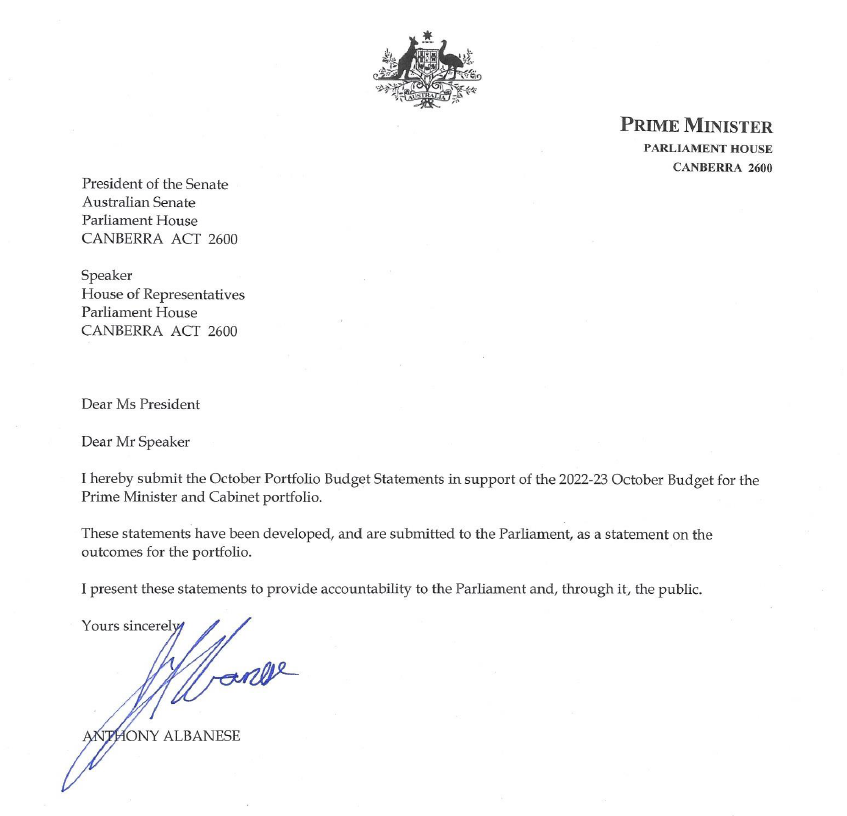 AUSTRALIA
PRIME MINISTER
PARLIAMENT HOUSE
CANBERRA 2600
President of the Senate
Australian Senate
Parliament House
CANBERRA ACT 2600
Speaker
House of Representatives
Parliament House
CANBERRA ACT 2600
Dear Ms President
Dear Mr Speaker
I hereby submit the October Portfolio Budget Statements in support of the 2022-23 October Budget for the
Prime Minister and Cabinet portfolio.
These statements have been developed, and are submitted to the Parliament, as a statement on the
outcomes for the portfolio.
I present these statements to provide accountability to the Parliament and, through it, the public.
Yours sincerely
A Albanese
ANTHONY ALBANESE